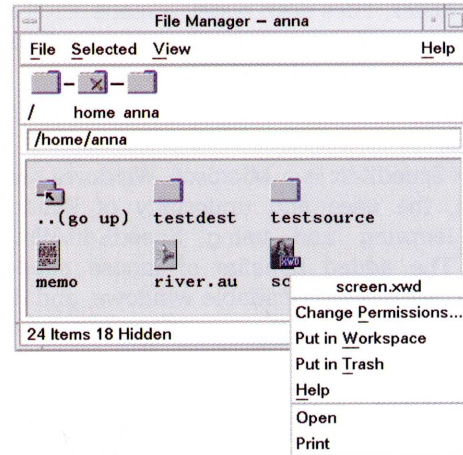 File Manager – anna
File Selected View Help
/ home anna
/home/anna
..(go up) testdest testsource
memo river.au sc
XWD
24 Items 18 Hidden
screen.xwd
Change Permissions...
Put in Workspace
Put in Trash
Help
Open
Print